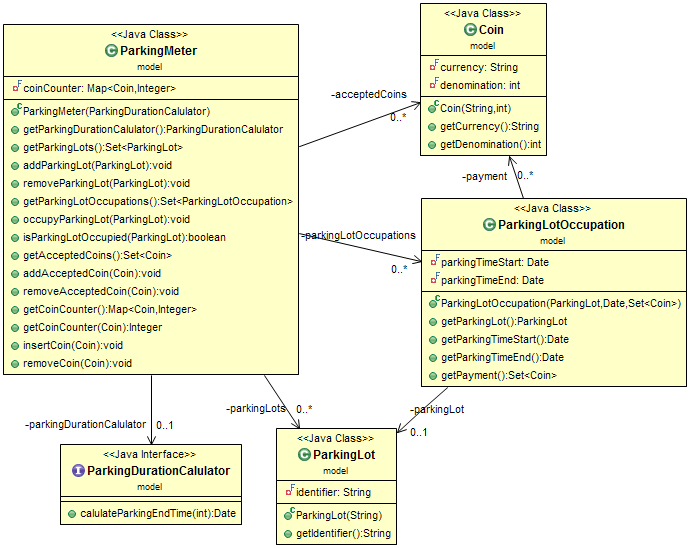 <<Java Class>>
C ParkingMeter
model
F coinCounter: Map<Coin,Integer>
C ParkingMeter(ParkingDurationCalulator)
getParkingDurationCalulator():ParkingDurationCalulator
getParkingLots():Set<ParkingLot>
addParkingLot(ParkingLot):void
removeParkingLot(ParkingLot):void
getParkingLotOccupations():Set<ParkingLotOccupation>
occupyParkingLot(ParkingLot):void
isParkingLotOccupied(ParkingLot):boolean
getAcceptedCoins():Set<Coin>
addAcceptedCoin(Coin):void
removeAcceptedCoin(Coin):void
getCoinCounter():Map<Coin,Integer>
getCoinCounter(Coin):Integer
insertCoin(Coin):void
removeCoin(Coin):void
-acceptedCoins
0..*
<<Java Class>>
C Coin
model
F currency: String
F denomination: int
C Coin(String,int)
getCurrency():String
getDenomination():int
-payment
0..*
-parkingLotOccupations
0..*
<<Java Class>>
C ParkingLotOccupation
model
F parkingTimeStart: Date
F parkingTimeEnd: Date
C ParkingLotOccupation(ParkingLot,Date,Set<Coin>)
getParkingLot():ParkingLot
getParkingTimeStart():Date
getParkingTimeEnd():Date
getPayment():Set<Coin>
-parkingDurationCalulator
0..1
-parkingLots
0..*
-parkingLot
0..1
<<Java Interface>>
I ParkingDurationCalulator
model
calulateParkingEndTime(int):Date
<<Java Class>>
C ParkingLot
model
F identifier: String
C ParkingLot(String)
getIdentifier():String